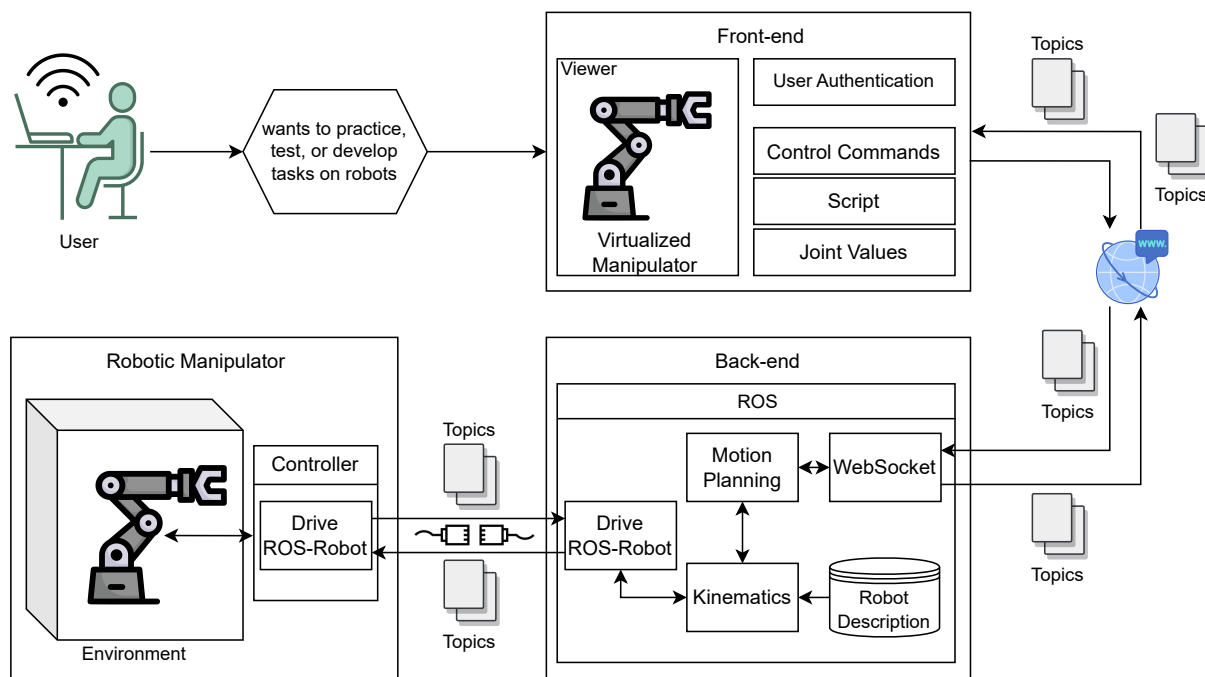 Front-end
Topics
Viewer
User Authentication
wants to practice,
test, or develop
tasks on robots
Control Commands
Script
Topics
User
Virtualized
Manipulator
Joint Values
www.
Robotic Manipulator
Back-end
ROS
Topics
Topics
Controller
Motion
Planning
WebSocket
Drive
ROS-Robot
Drive
ROS-Robot
Kinematics
Robot
Description
Topics
Topics
Environment